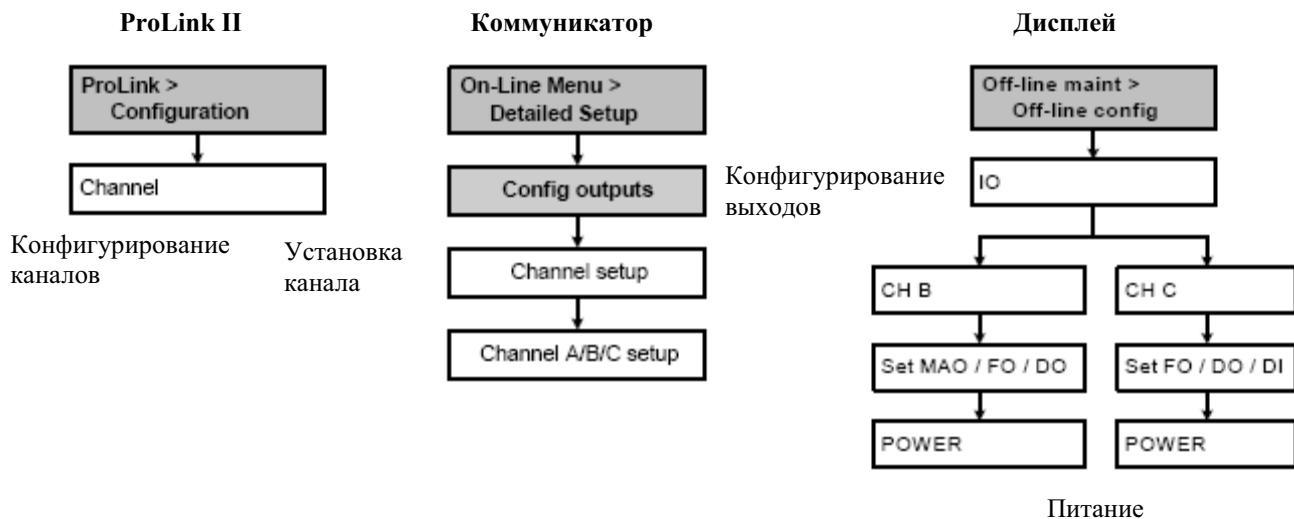 ProLink II
Коммуникатор
Дисплей
ProLink >
Configuration
Channel
Конфигурирование
каналов
On-Line Menu >
Detailed Setup
Config outputs
Channel setup
Channel A/B/C setup
Установка
канала
Конфигурирование
выходов
Off-line maint >
Off-line config
IO
CH B
CH C
Set MAO / FO / DO
Set FO / DO / DI
POWER
POWER
Питание